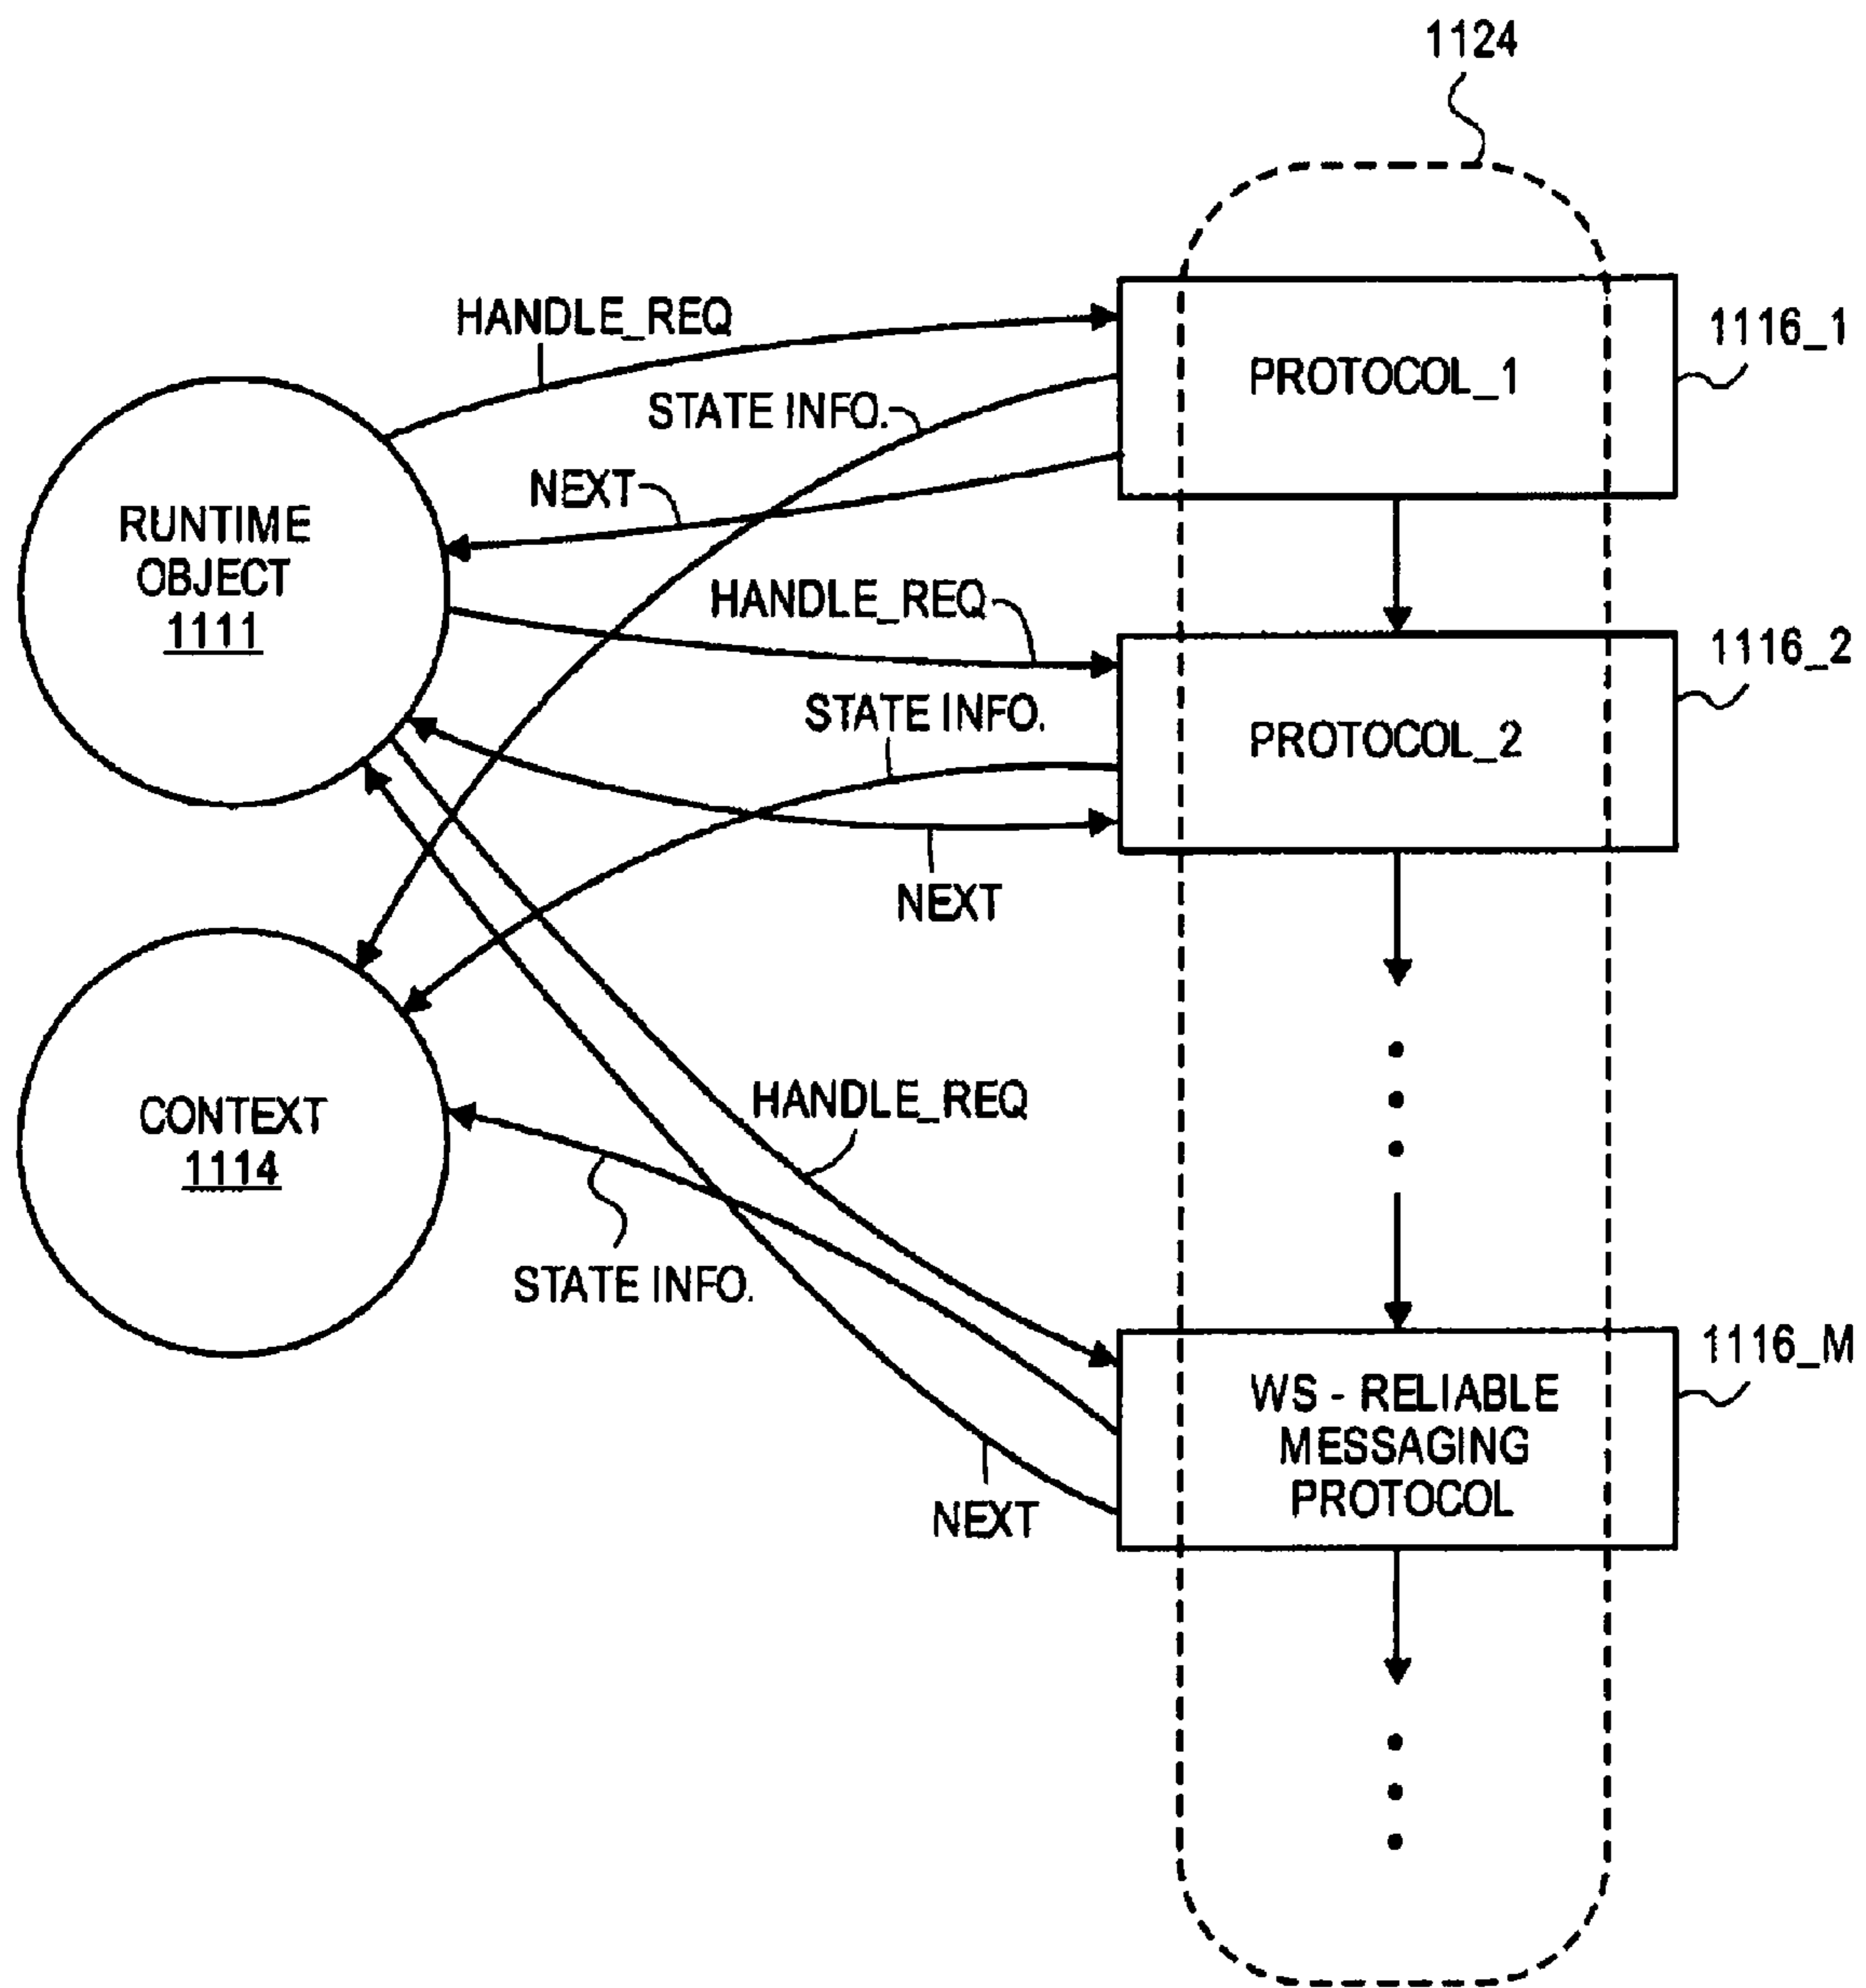 1124
HANDLE_REQ
1116_1
PROTOCOL_1
STATE INFO.
NEXT
RUNTIME
OBJECT
1111
HANDLE_REQ
1116_2
STATE INFO.
PROTOCOL_2
NEXT
HANDLE_REQ
CONTEXT
1114
STATE INFO.
1116_M
WS - RELIABLE
MESSAGING
PROTOCOL
NEXT